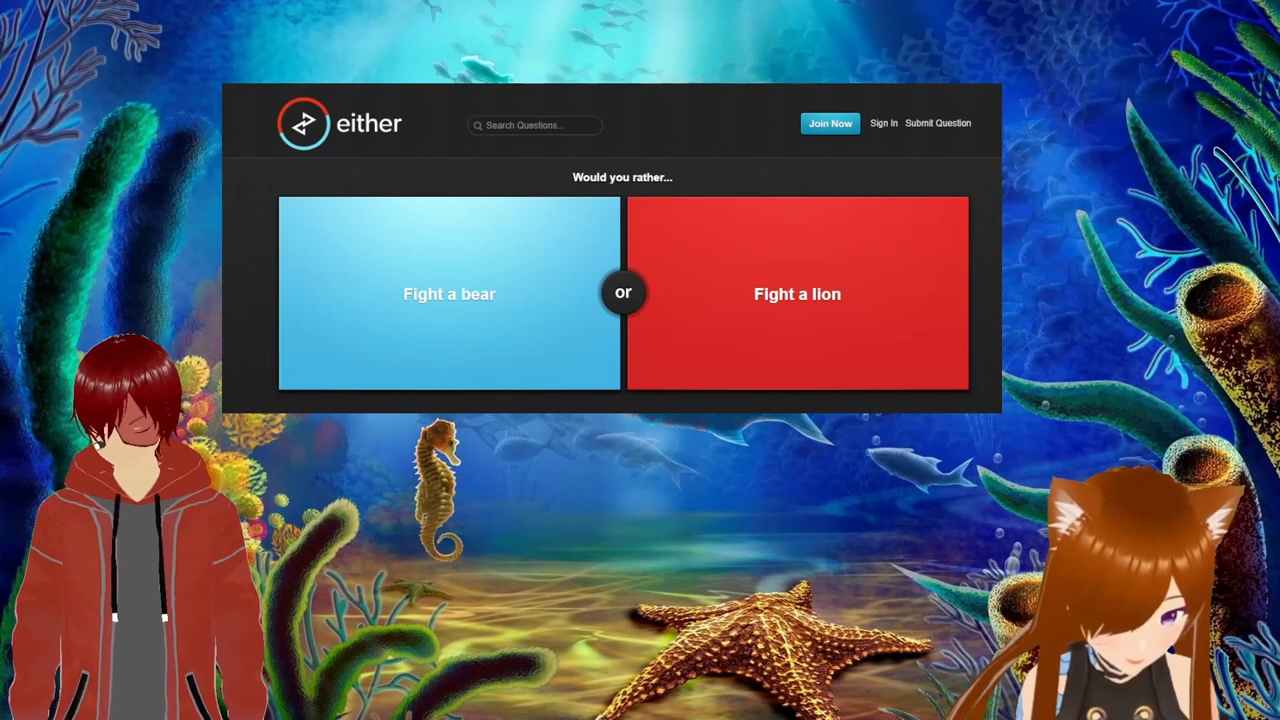 either
Search Questions...
Join Now
Sign In
Submit Question
Would you rather...
Fight a bear
or
Fight a lion